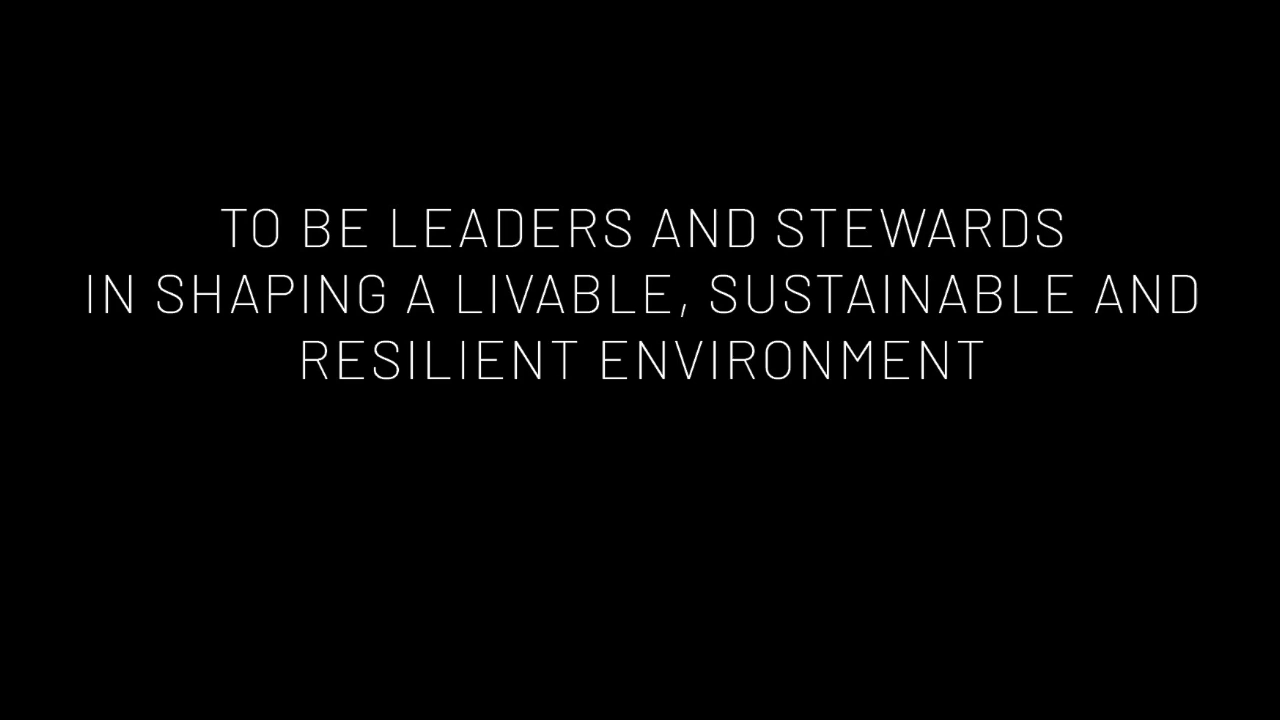 TO BE LEADERS AND STEWARDS
IN SHAPING A LIVABLE, SUSTAINABLE AND
RESILIENT ENVIRONMENT